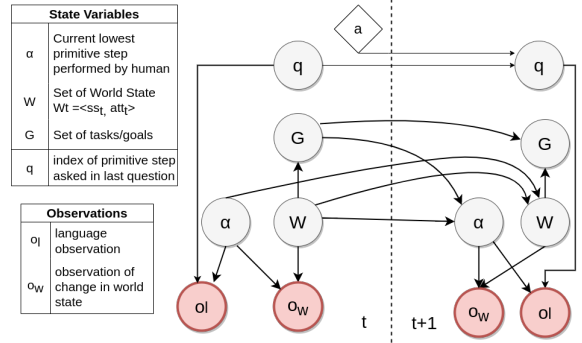 State Variables
α
Current lowest
primitive step
performed by human
W
Set of World State
Wt =<sst, attt>
G
Set of tasks/goals
q
index of primitive step
asked in last question
Observations
ol
language
observation
ow
observation of
change in world
state
a
q
q
G
G
α
W
α
W
ol
ow
ow
ol
t
t+1